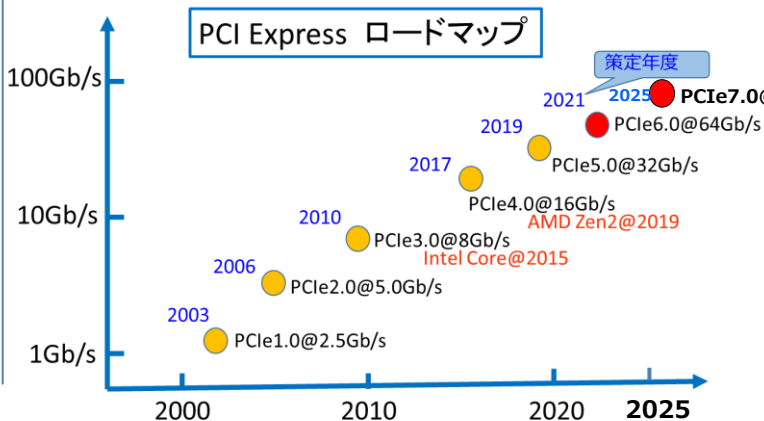 PCI Express ロードマップ
100Gb/s
10Gb/s
1Gb/s
策定年度
2025 PCIe7.0@
2021 PCIe6.0@64Gb/s
2019 PCIe5.0@32Gb/s
2017 PCIe4.0@16Gb/s
AMD Zen2@2019
2010 PCIe3.0@8Gb/s
Intel Core@2015
2006 PCIe2.0@5.0Gb/s
2003 PCIe1.0@2.5Gb/s
2000 2010 2020 2025